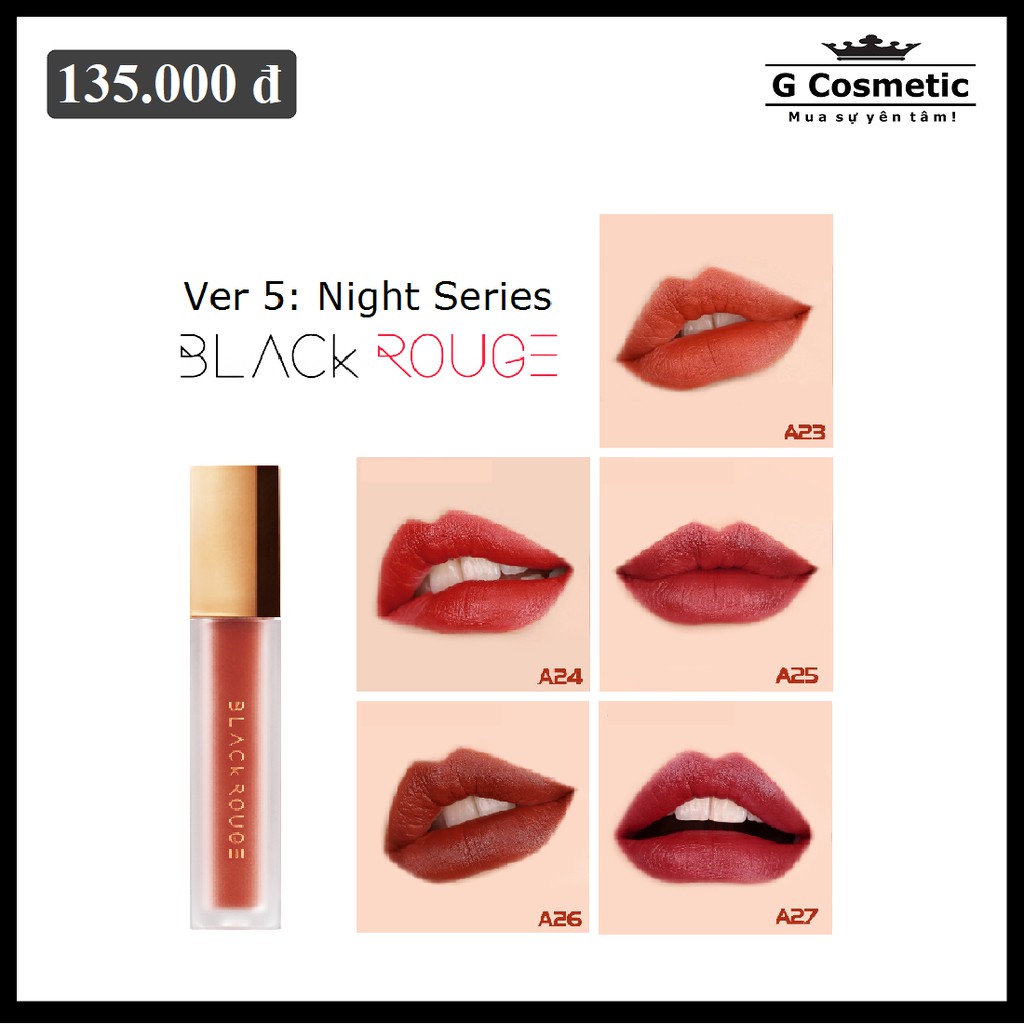 135.000 đ
G Cosmetic
Mua sự yên tâm!
Ver 5: Night Series
BLACK ROUGE
A23
A24
A25
BLACK ROUGE
A26
A27